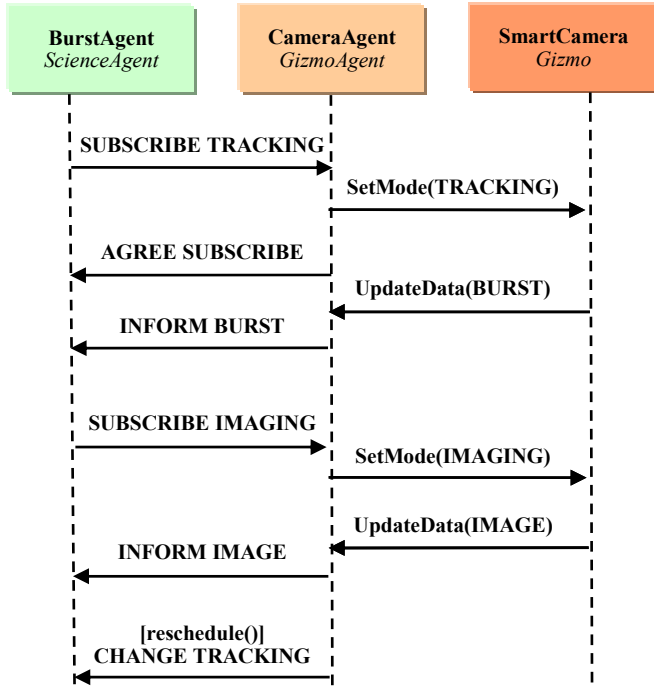 BurstAgent
ScienceAgent
CameraAgent
GizmoAgent
SmartCamera
Gizmo
SUBSCRIBE TRACKING
SetMode(TRACKING)
AGREE SUBSCRIBE
UpdateData(BURST)
INFORM BURST
SUBSCRIBE IMAGING
SetMode(IMAGING)
UpdateData(IMAGE)
INFORM IMAGE
[reschedule()]
CHANGE TRACKING